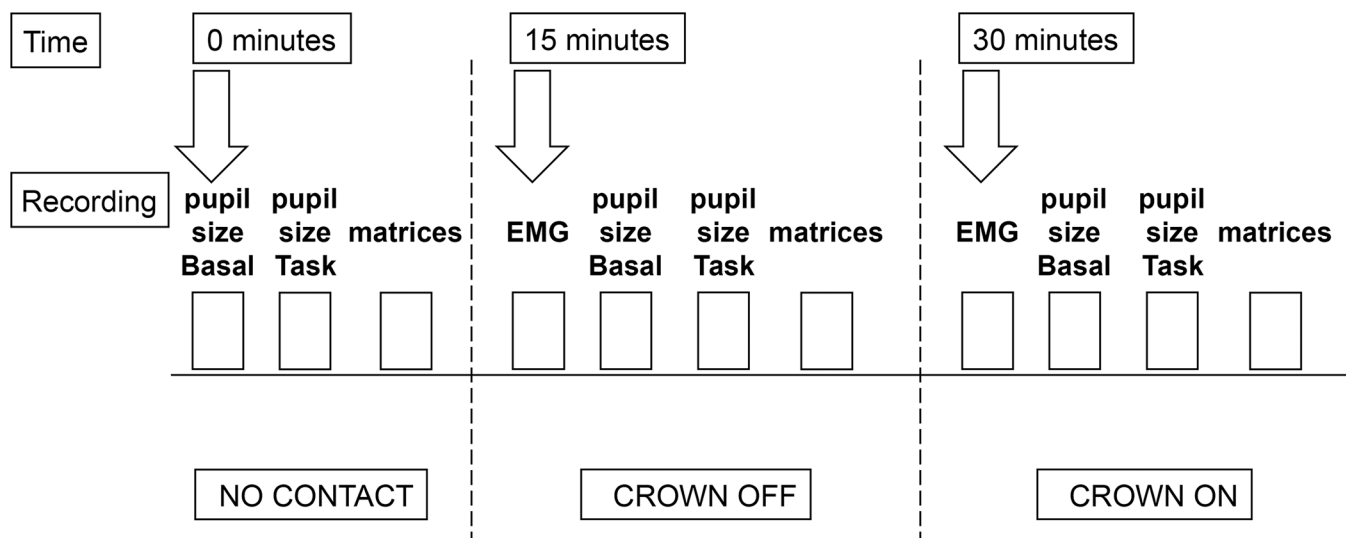 Time
0 minutes
15 minutes
30 minutes
Recording
pupil size Basal
pupil size Task
matrices
EMG
pupil size Basal
pupil size Task
matrices
EMG
pupil size Basal
pupil size Task
matrices
NO CONTACT
CROWN OFF
CROWN ON